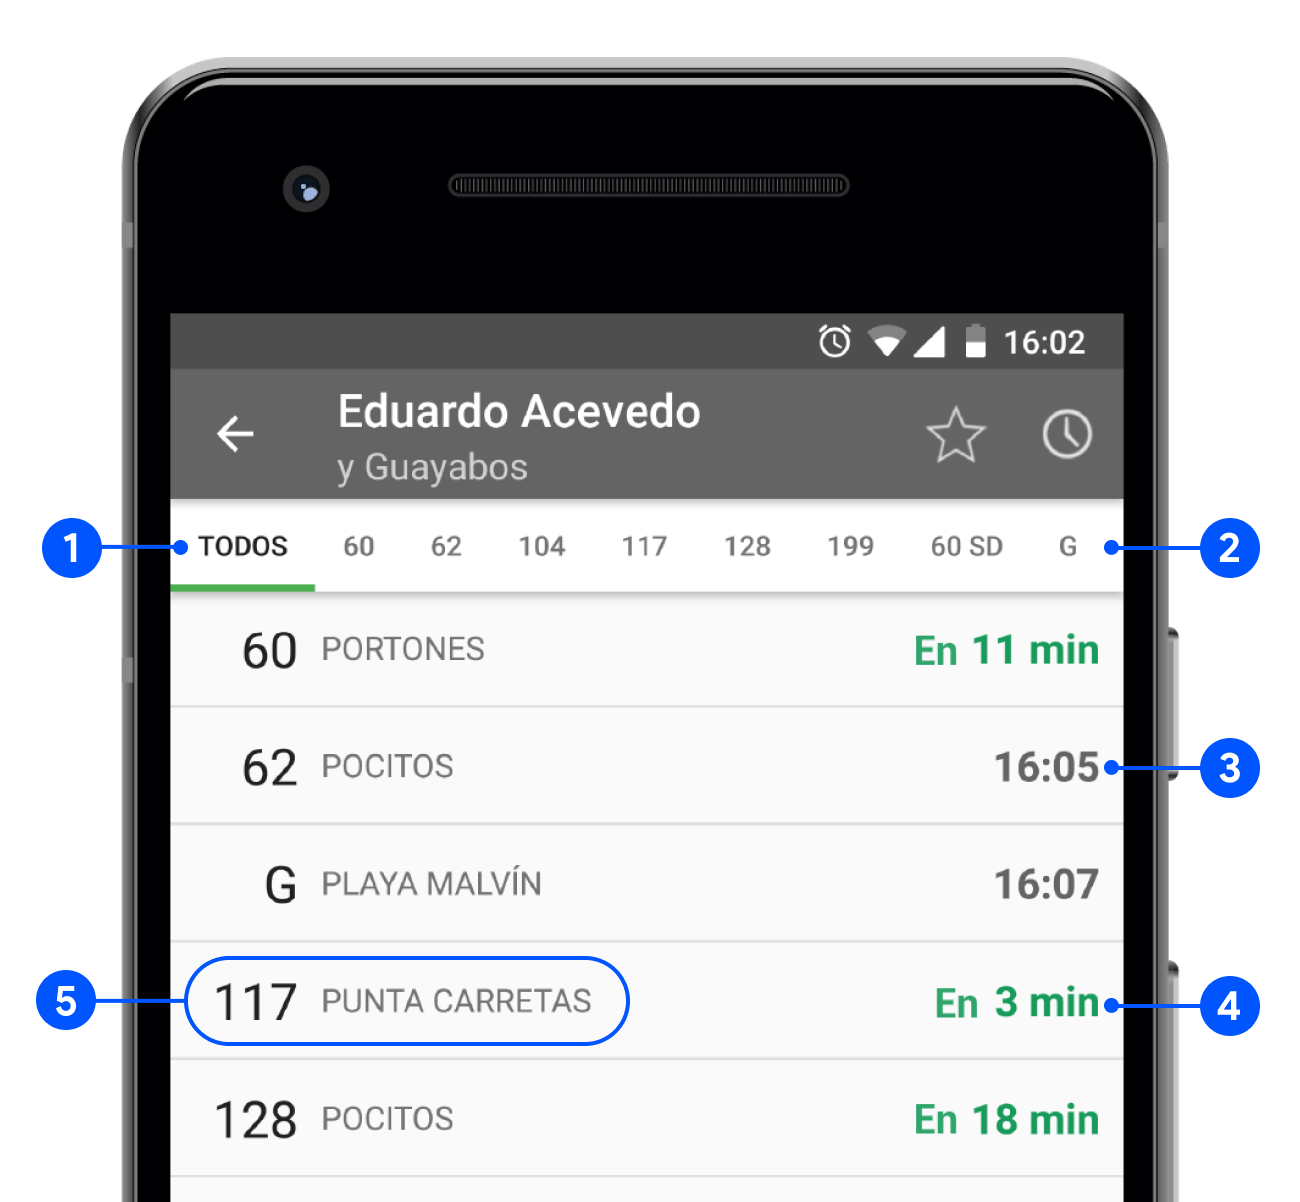 16:02
Eduardo Acevedo
y Guayabos
1 TODOS 60 62 104 117 128 199 60 SD G 2
60 PORTONES En 11 min
62 POCITOS 16:05 3
G PLAYA MALVÍN 16:07
5 117 PUNTA CARRETAS En 3 min 4
128 POCITOS En 18 min